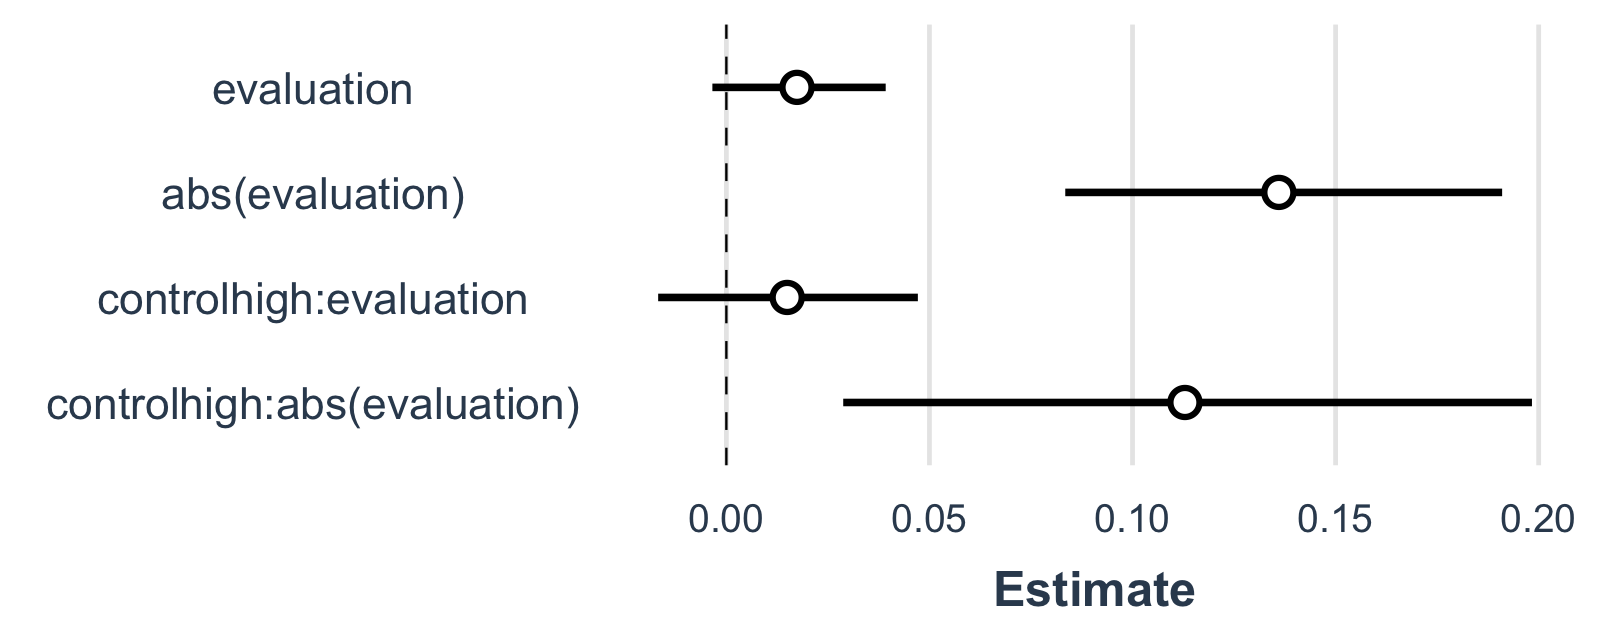 evaluation
abs(evaluation)
controlhigh:evaluation
controlhigh:abs(evaluation)
0.00 0.05 0.10 0.15 0.20
Estimate